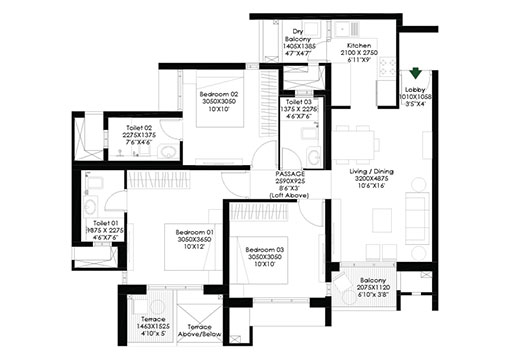 Dry
Balcony
1405X1385
4'7"X4'7"
Kitchen
2100 X 2750
6'11"X9'
Bedroom 02
3050X3050
10'X10'
Toilet 03
1375 X 2275
4'6"X7'6"
Lobby
1010X1058
3'5"X4'
Toilet 02
2275X1375
7'6"X4'6"
PASSAGE
2590X925
8'6"X3'
(Loft Above)
Living / Dining
3200X4875
10'6"X16'
Toilet 01
9875 X 2275
4'6"X7'6"
Bedroom 01
3050X3650
10'X12'
Bedroom 03
3050X3050
10'X10'
Balcony
2075X1120
6'10"x 3'8"
Terrace
1463X1525
4'10"x 5'
Terrace
Above/Below